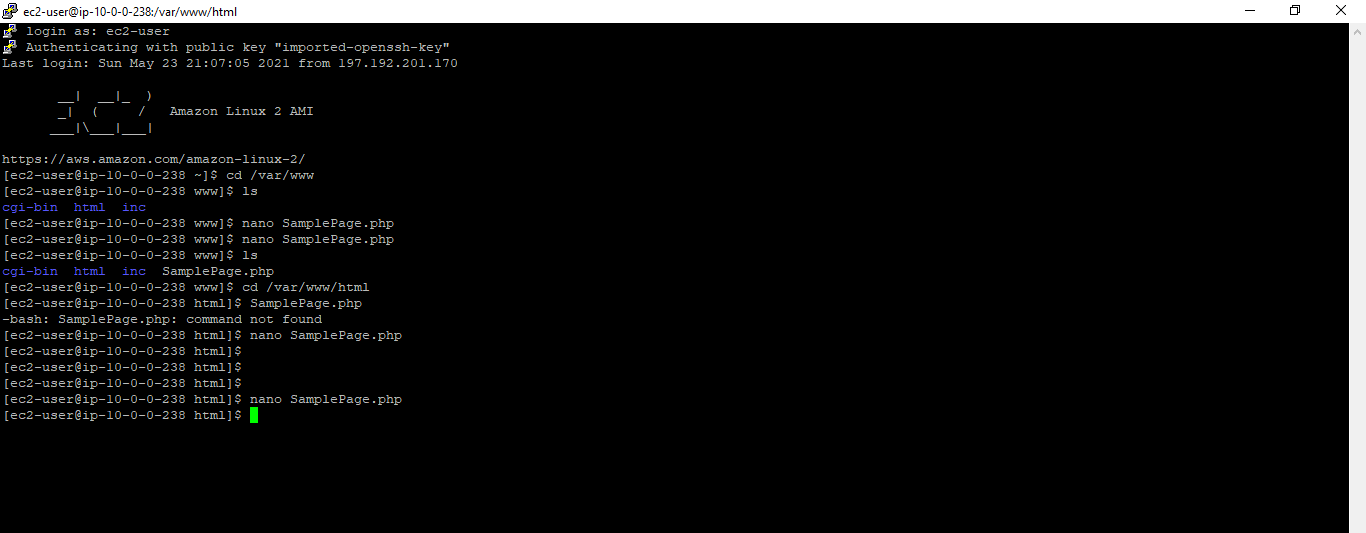 ec2-user@ip-10-0-0-238:/var/www/html
login as: ec2-user
Authenticating with public key "imported-openssh-key"
Last login: Sun May 23 21:07:05 2021 from 197.192.201.170
__|  __|_  )
_|  (     /   Amazon Linux 2 AMI
___|\___|___|
https://aws.amazon.com/amazon-linux-2/
[ec2-user@ip-10-0-0-238 ~]$ cd /var/www
[ec2-user@ip-10-0-0-238 www]$ ls
cgi-bin  html  inc
[ec2-user@ip-10-0-0-238 www]$ nano SamplePage.php
[ec2-user@ip-10-0-0-238 www]$ nano SamplePage.php
[ec2-user@ip-10-0-0-238 www]$ ls
cgi-bin  html  inc  SamplePage.php
[ec2-user@ip-10-0-0-238 www]$ cd /var/www/html
[ec2-user@ip-10-0-0-238 html]$ SamplePage.php
-bash: SamplePage.php: command not found
[ec2-user@ip-10-0-0-238 html]$ nano SamplePage.php
[ec2-user@ip-10-0-0-238 html]$
[ec2-user@ip-10-0-0-238 html]$
[ec2-user@ip-10-0-0-238 html]$
[ec2-user@ip-10-0-0-238 html]$ nano SamplePage.php
[ec2-user@ip-10-0-0-238 html]$